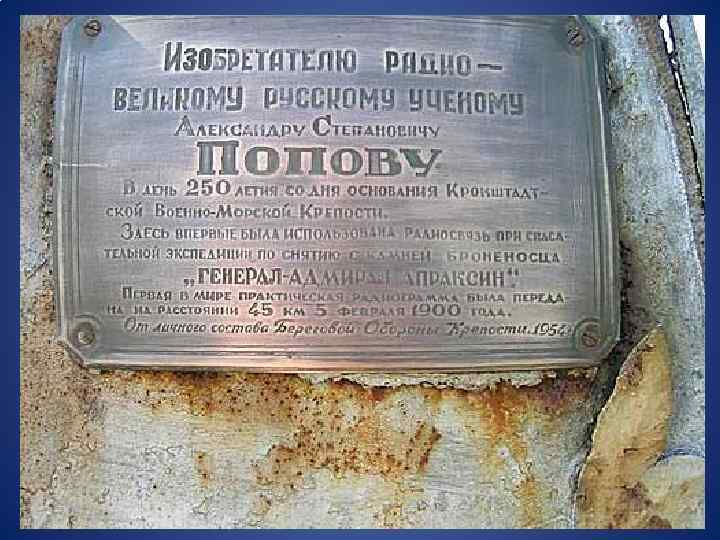 Изобретателю радио —
великому русскому ученому
Александру Степановичу
Попову
В день 250 летия со дня основания Кронштадт-
ской Военно-Морской Крепости.
Здесь впервые была использована радиосвязь при спаса-
тельной экспедиции по снятию с камней броненосца
„Генерал-Адмирал Апраксин".
Первая в мире практическая радиограмма была переда-
на на расстоянии 45 км 5 февраля 1900 года.
От личного состава Береговой Обороны Крепости. 1954г